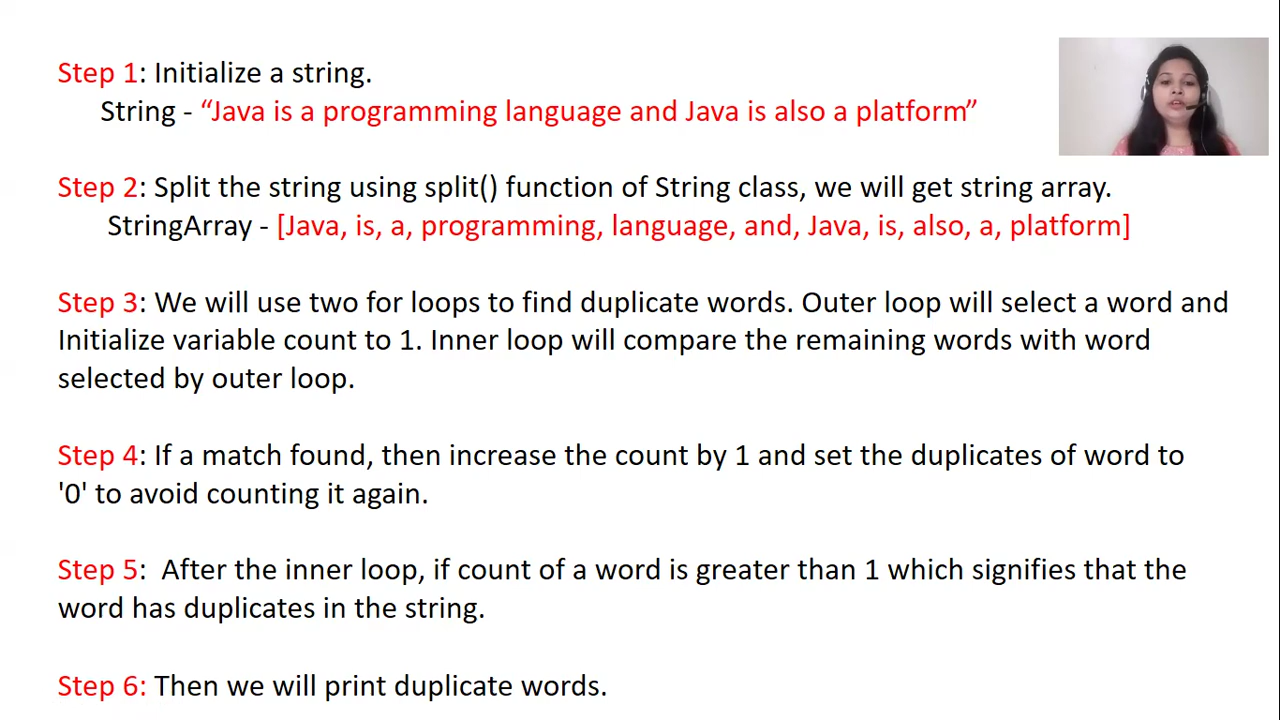 Step 1: Initialize a string.
String - “Java is a programming language and Java is also a platform”
Step 2: Split the string using split() function of String class, we will get string array.
StringArray - [Java, is, a, programming, language, and, Java, is, also, a, platform]
Step 3: We will use two for loops to find duplicate words. Outer loop will select a word and
Initialize variable count to 1. Inner loop will compare the remaining words with word
selected by outer loop.
Step 4: If a match found, then increase the count by 1 and set the duplicates of word to
'0' to avoid counting it again.
Step 5:  After the inner loop, if count of a word is greater than 1 which signifies that the
word has duplicates in the string.
Step 6: Then we will print duplicate words.